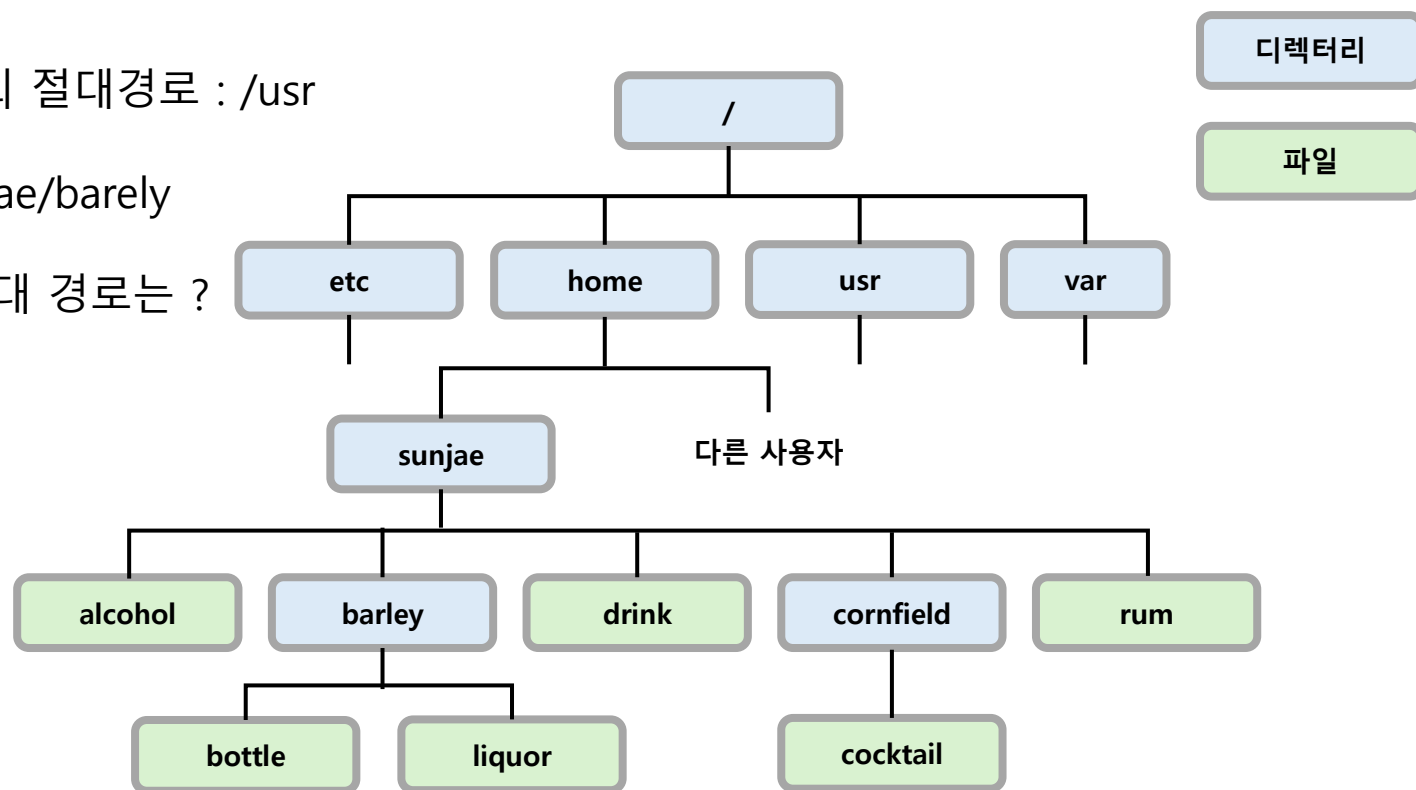 디렉터리
의 절대경로 : /usr
/
파일
ae/barely
etc
home
usr
var
대 경로는 ?
sunjae
다른 사용자
alcohol
barley
drink
cornfield
rum
bottle
liquor
cocktail